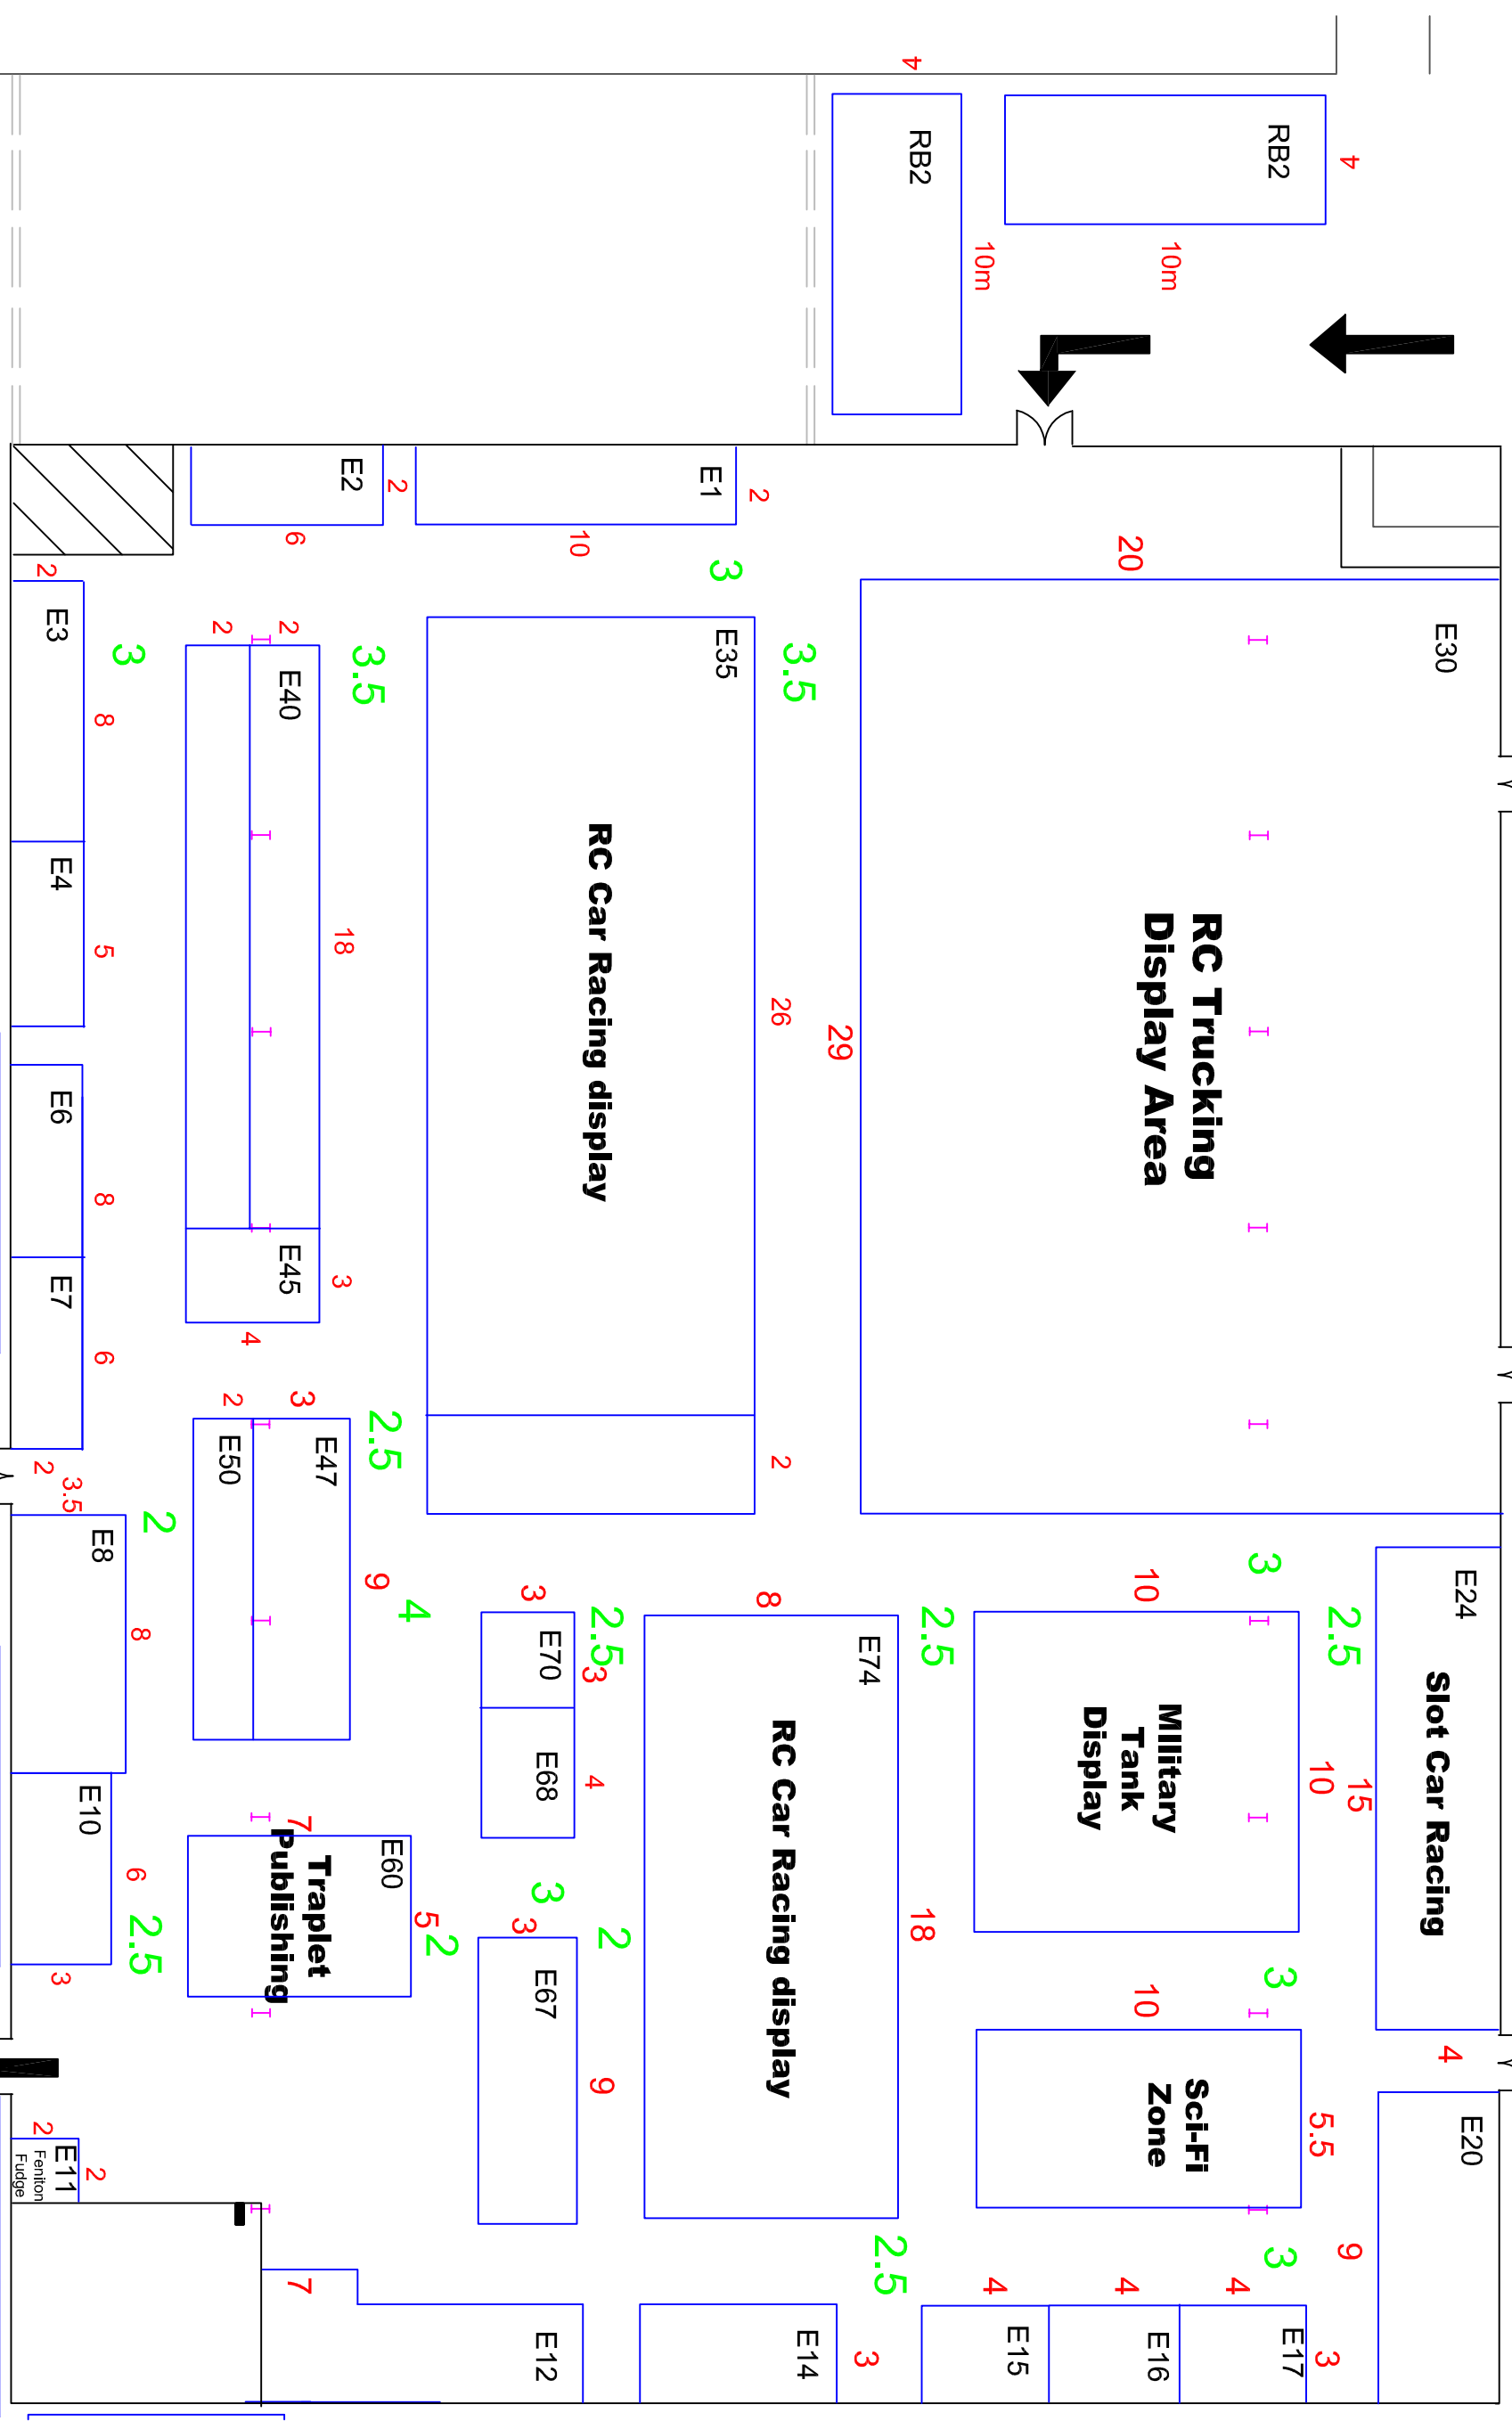 4
RB2
10m
RB2
4
10m
E2
2
6
E1
2
10
3
20
E30
2
E3
8
3
E4
5
E6
8
E7
6
2
2
E40
3.5
18
E45
3
4
E35
3.5
RC Car Racing display
26
2
29
RC Trucking
Display Area
2
3
E50
E47
2.5
9
4
2
3.5
E8
2
8
E10
6
3
2.5
7
E60
Traplet
Publishing
5
2
3
E70
2.5
3
E68
4
3
3
E67
2
9
8
E74
RC Car Racing display
18
2.5
2.5
10
MIlitary
Tank
Display
10
3
2.5
E24
Slot Car Racing
15
4
3
10
Sci-Fi
Zone
5.5
3
E20
9
2
E11
Feniton
Fudge
2
7
E12
E14
3
4
E15
4
E16
4
E17
3